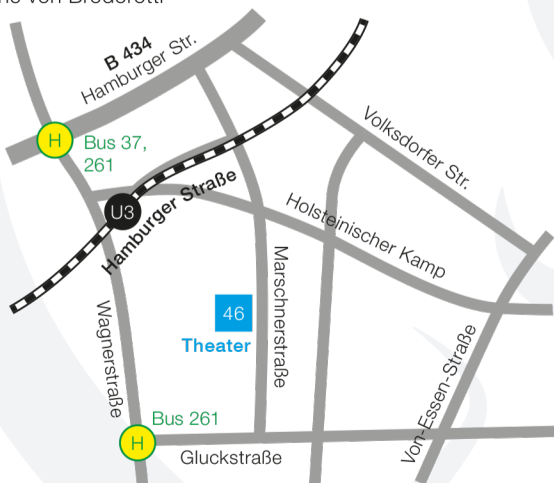 B 434
Hamburger Str.
H
Bus 37,
261
Volksdorfer Str.
U3
Hamburger Straße
Holsteinischer Kamp
Marschnerstraße
46
Theater
Wagnerstraße
Von-Essen-Straße
Bus 261
H
Gluckstraße